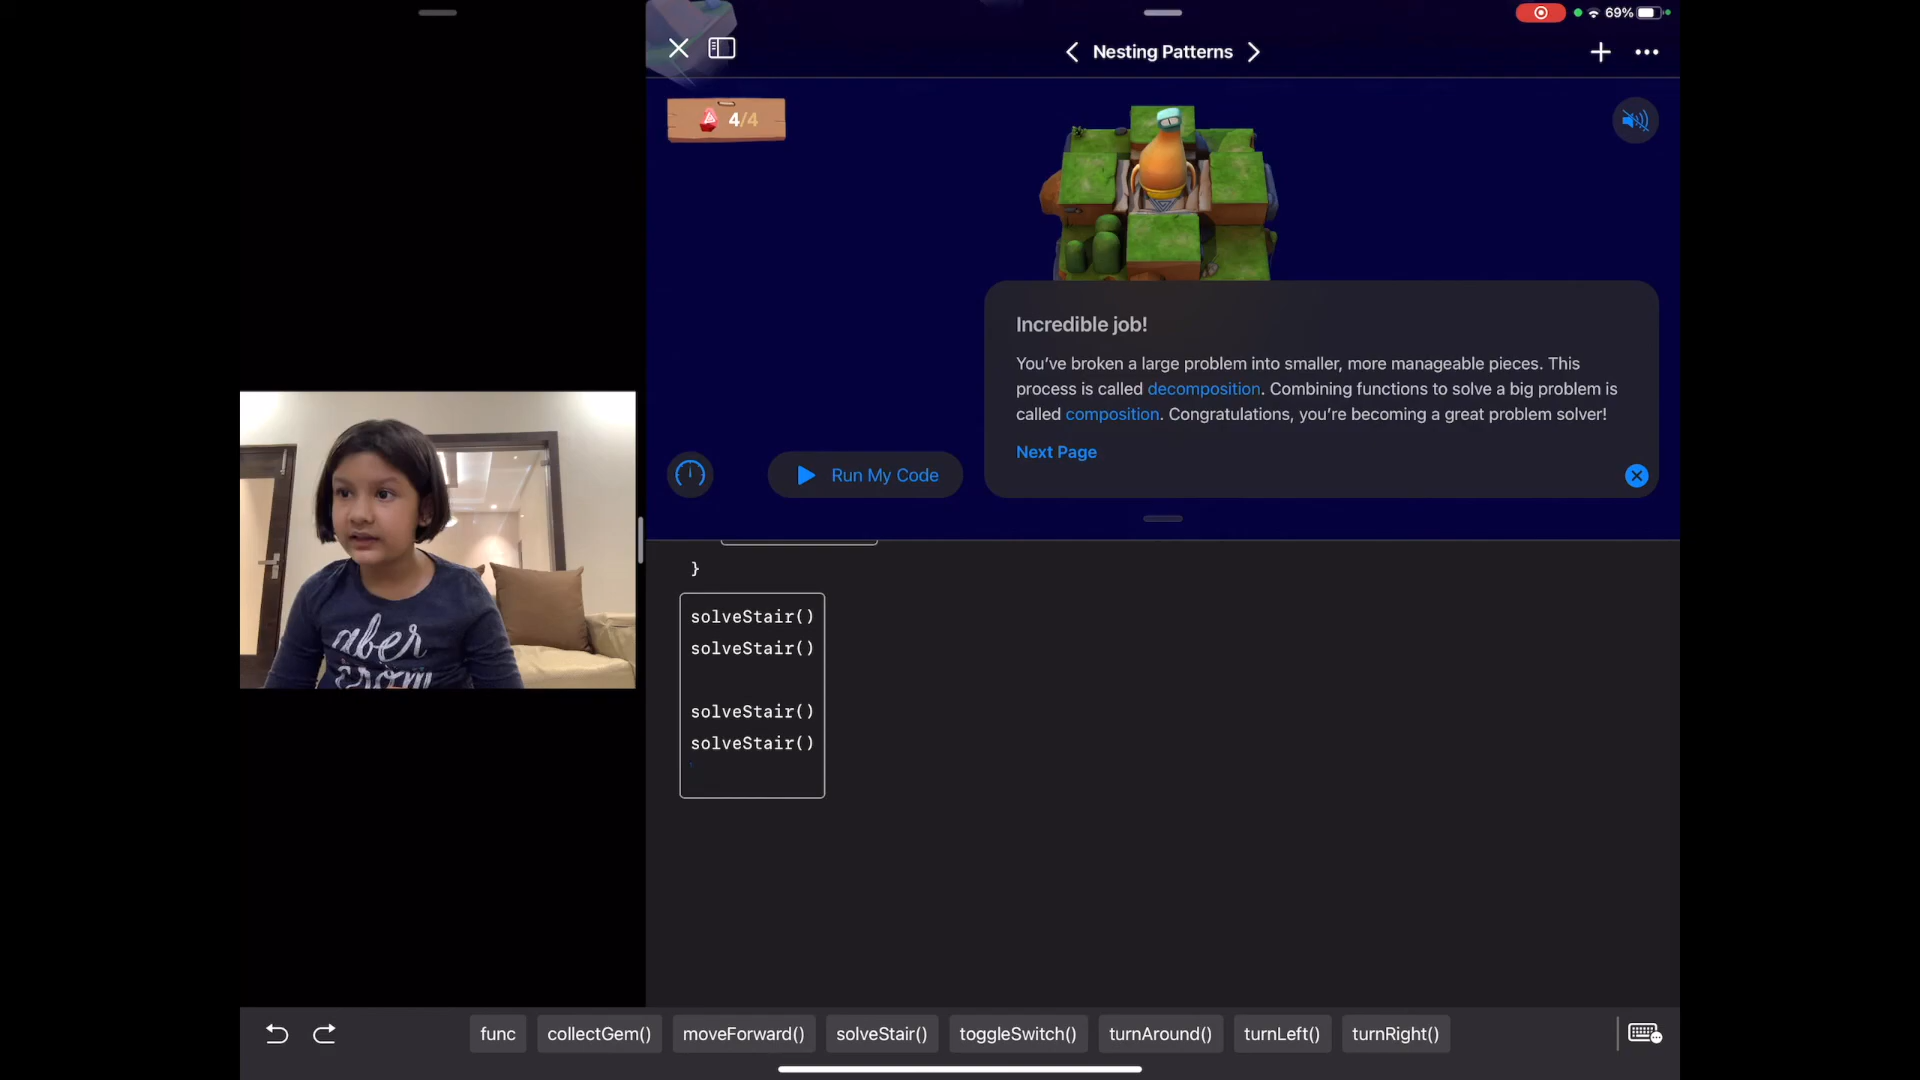 69%
Nesting Patterns
4/4
Incredible job!
You've broken a large problem into smaller, more manageable pieces. This
process is called decomposition. Combining functions to solve a big problem is
called composition. Congratulations, you're becoming a great problem solver!
Next Page
Run My Code
}
solveStair()
solveStair()
solveStair()
solveStair()
aber
crom
func
collectGem()
moveForward()
solveStair()
toggleSwitch()
turnAround()
turnLeft()
turnRight()